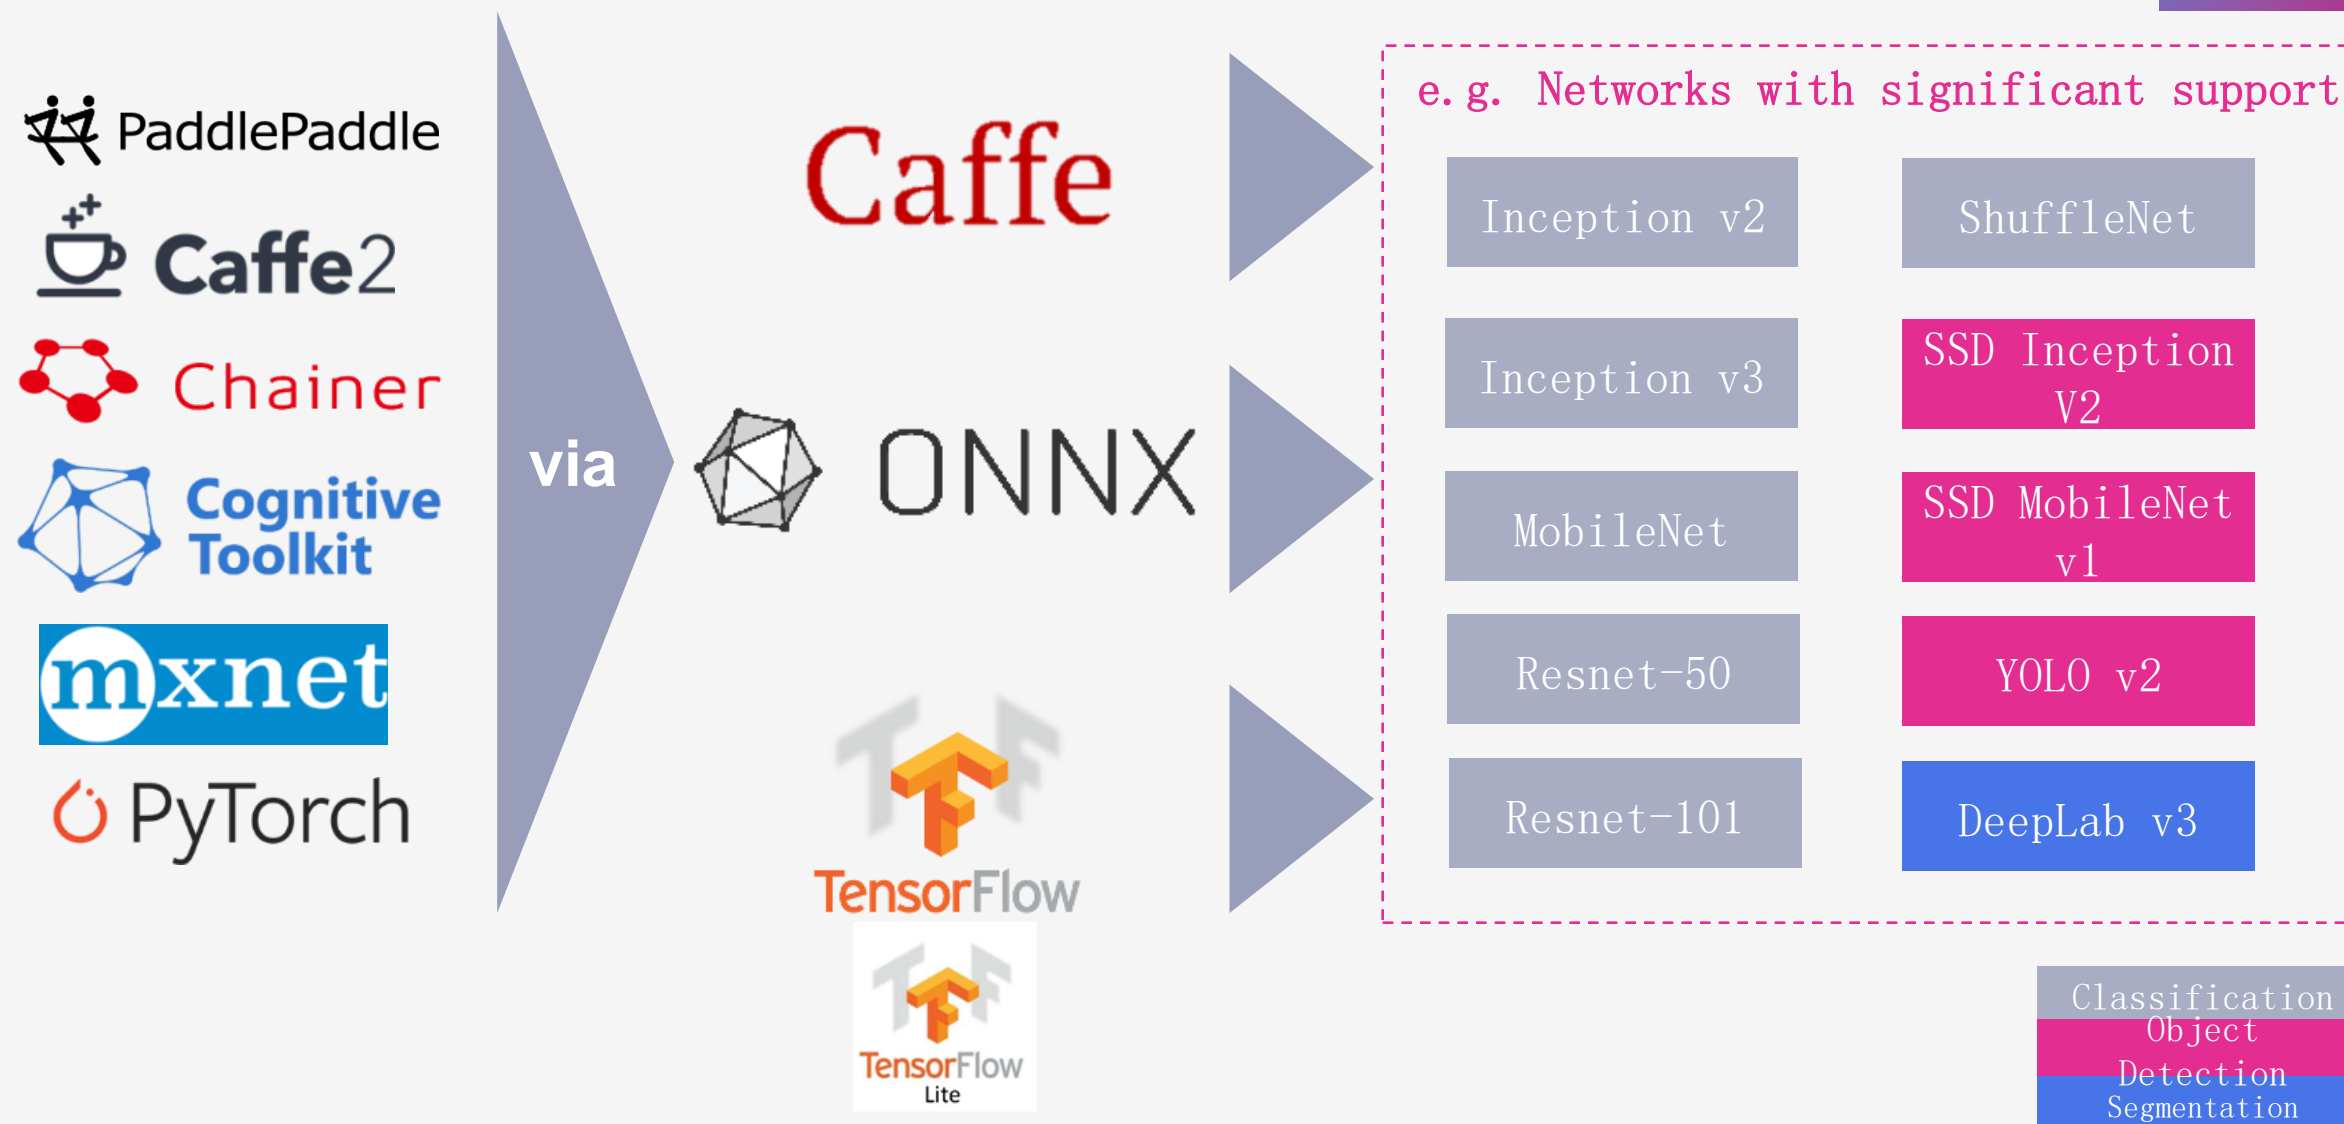 PaddlePaddle
Caffe2
Chainer
Cognitive
Toolkit
mxnet
PyTorch
via
Caffe
ONNX
TensorFlow
TensorFlow
Lite
e.g. Networks with significant support
Inception v2
ShuffleNet
Inception v3
SSD Inception
V2
MobileNet
SSD MobileNet
v1
Resnet-50
YOLO v2
Resnet-101
DeepLab v3
Classification
Object
Detection
Segmentation